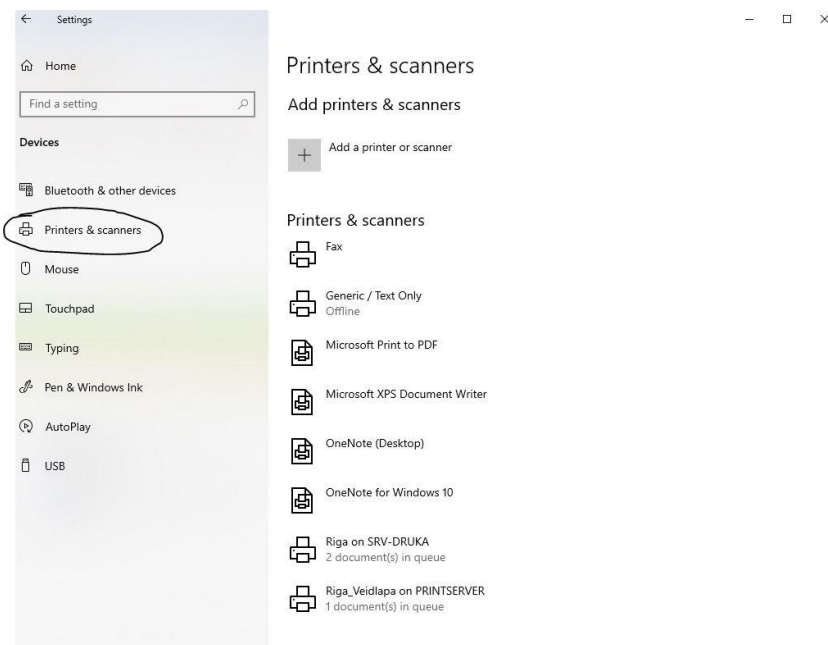 Settings
Home
Find a setting
Devices
Bluetooth & other devices
Printers & scanners
Mouse
Touchpad
Typing
Pen & Windows Ink
AutoPlay
USB
Printers & scanners
Add printers & scanners
Add a printer or scanner
Printers & scanners
Fax
Generic / Text Only
Offline
Microsoft Print to PDF
Microsoft XPS Document Writer
OneNote (Desktop)
OneNote for Windows 10
Riga on SRV-DRUKA
2 document(s) in queue
Riga_Veidlapa on PRINTSERVER
1 document(s) in queue